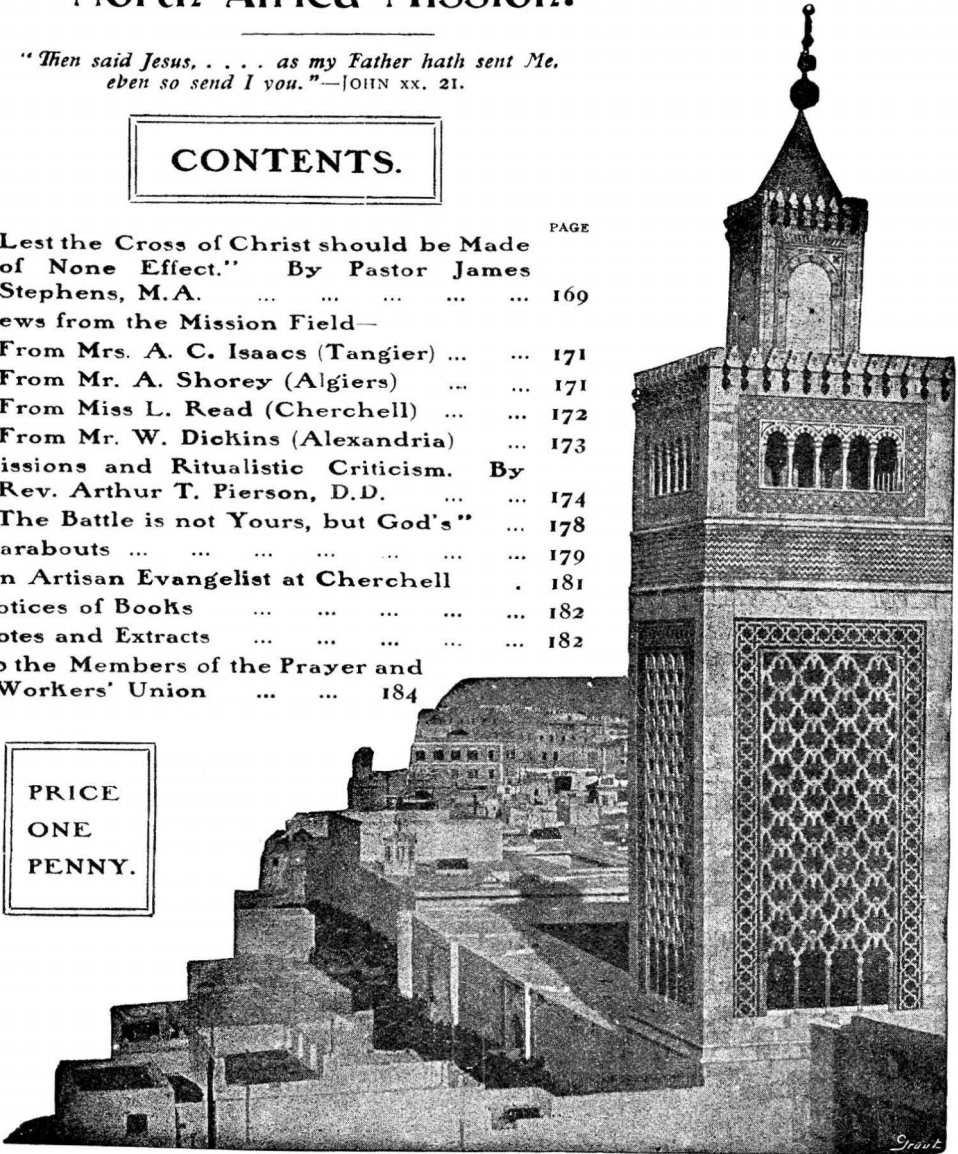 North Africa Mission.
"Then said Jesus, . . . . as my Father hath sent Me,
even so send I you."—JOHN xx. 21.
CONTENTS.
PAGE
Lest the Cross of Christ should be Made
of None Effect." By Pastor James
Stephens, M.A. ... ... ... ... ... 169
ews from the Mission Field—
From Mrs. A. C. Isaacs (Tangier) ... ... 171
From Mr. A. Shorey (Algiers) ... ... 171
From Miss L. Read (Cherchell) ... ... 172
From Mr. W. Dickins (Alexandria) ... 173
issions and Ritualistic Criticism. By
Rev. Arthur T. Pierson, D.D. ... ... 174
The Battle is not Yours, but God's" ... 178
arabouts ... ... ... ... ... ... ... 179
n Artisan Evangelist at Cherchell . 181
otices of Books ... ... ... ... ... 182
otes and Extracts ... ... ... ... ... 182
o the Members of the Prayer and
Workers' Union ... ... 184
PRICE
ONE
PENNY.